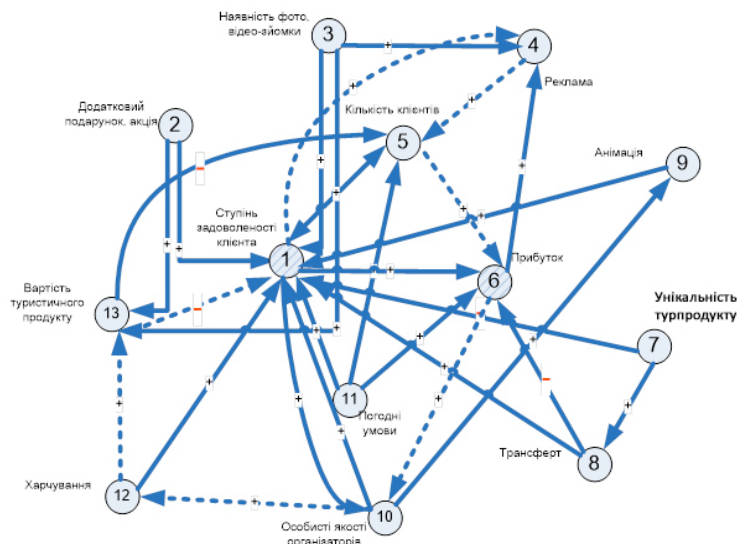 Наявність фото,
відео-зйомки
3
4
Реклама
Додатковий
подарунок, акція
2
Кількість клієнтів
5
Анімація
9
Ступінь
задоволеності
клієнта
1
Прибуток
6
Унікальність
турпродукту
7
Вартість
туристичного
продукту
13
11
Погодні
умови
Трансферт
8
Харчування
12
10
Особисті якості
організаторів